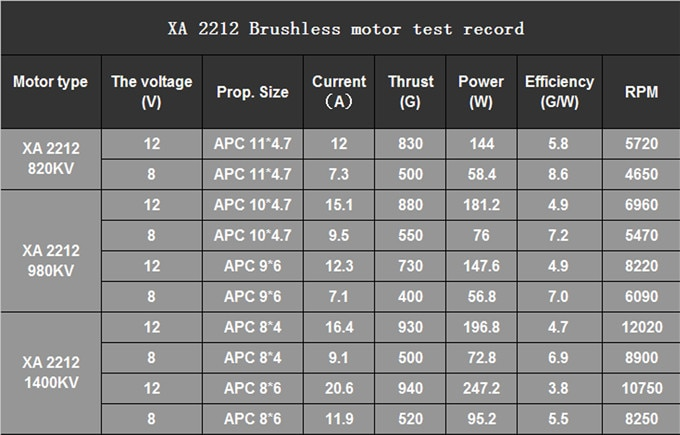 XA 2212 Brushless motor test record
Motor type The voltage (V) Prop. Size Current (A) Thrust (G) Power (W) Efficiency (G/W) RPM
XA 2212 820KV 12 APC 11*4.7 12 830 144 5.8 5720
8 APC 11*4.7 7.3 500 58.4 8.6 4650
XA 2212 980KV 12 APC 10*4.7 15.1 880 181.2 4.9 6960
8 APC 10*4.7 9.5 550 76 7.2 5470
12 APC 9*6 12.3 730 147.6 4.9 8220
8 APC 9*6 7.1 400 56.8 7.0 6090
XA 2212 1400KV 12 APC 8*4 16.4 930 196.8 4.7 12020
8 APC 8*4 9.1 500 72.8 6.9 8900
12 APC 8*6 20.6 940 247.2 3.8 10750
8 APC 8*6 11.9 520 95.2 5.5 8250